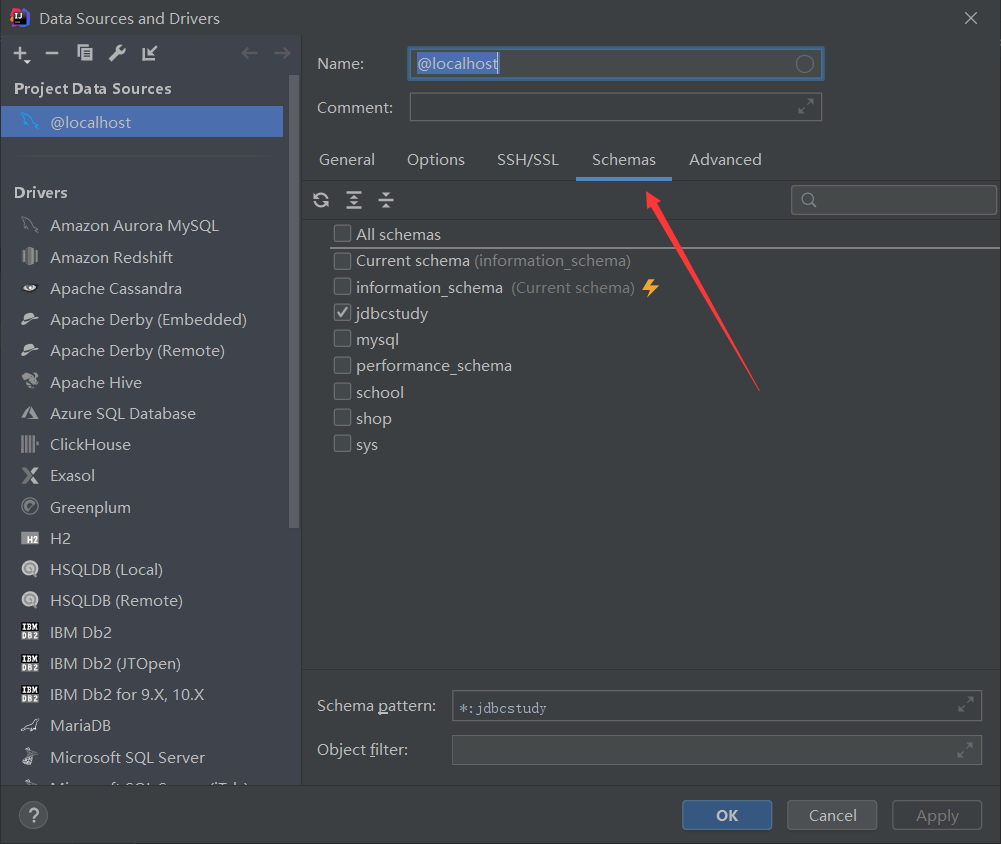 Data Sources and Drivers
Project Data Sources
@localhost
Drivers
Amazon Aurora MySQL
Amazon Redshift
Apache Cassandra
Apache Derby (Embedded)
Apache Derby (Remote)
Apache Hive
Azure SQL Database
ClickHouse
Exasol
Greenplum
H2
HSQLDB (Local)
HSQLDB (Remote)
IBM Db2
IBM Db2 (JTOpen)
IBM Db2 for 9.X, 10.X
MariaDB
Microsoft SQL Server
Name: @localhost
Comment:
General Options SSH/SSL Schemas Advanced
All schemas
Current schema (information_schema)
information_schema (Current schema)
jdbcstudy
mysql
performance_schema
school
shop
sys
Schema pattern: *:jdbcstudy
Object filter:
? OK Cancel Apply